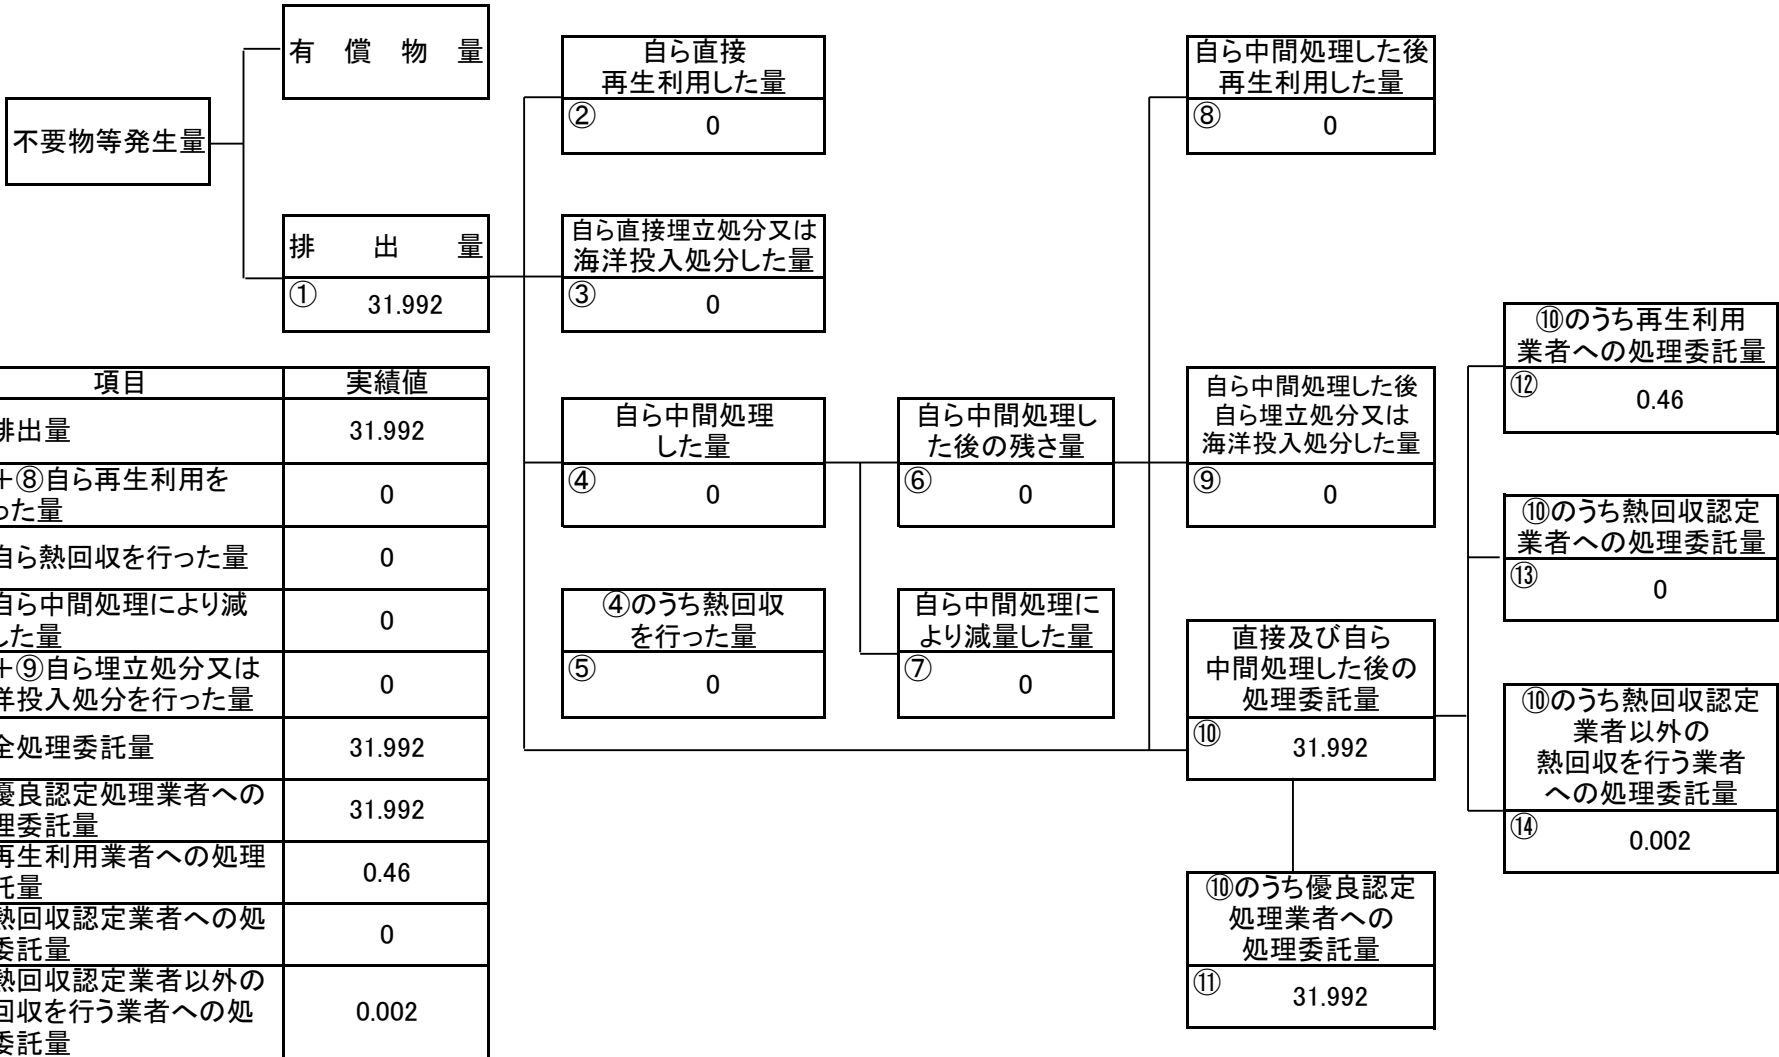 有 償 物 量
不要物等発生量
排 出 量
① 31.992
自ら直接
再生利用した量
② 0
自ら直接埋立処分又は
海洋投入処分した量
③ 0
自ら中間処理
した量
④ 0
④のうち熱回収
を行った量
⑤ 0
自ら中間処理し
た後の残さ量
⑥ 0
自ら中間処理に
より減量した量
⑦ 0
自ら中間処理した後
再生利用した量
⑧ 0
自ら中間処理した後
自ら埋立処分又は
海洋投入処分した量
⑨ 0
直接及び自ら
中間処理した後の
処理委託量
⑩ 31.992
⑩のうち優良認定
処理業者への
処理委託量
⑪ 31.992
⑩のうち再生利用
業者への処理委託量
⑫ 0.46
⑩のうち熱回収認定
業者への処理委託量
⑬ 0
⑩のうち熱回収認定
業者以外の
熱回収を行う業者
への処理委託量
⑭ 0.002
項目 実績値
排出量 31.992
+⑧自ら再生利用を
った量 0
自ら熱回収を行った量 0
自ら中間処理により減
した量 0
+⑨自ら埋立処分又は
洋投入処分を行った量 0
全処理委託量 31.992
優良認定処理業者への
理委託量 31.992
再生利用業者への処理
託量 0.46
熱回収認定業者への処
委託量 0
熱回収認定業者以外の
回収を行う業者への処
委託量 0.002